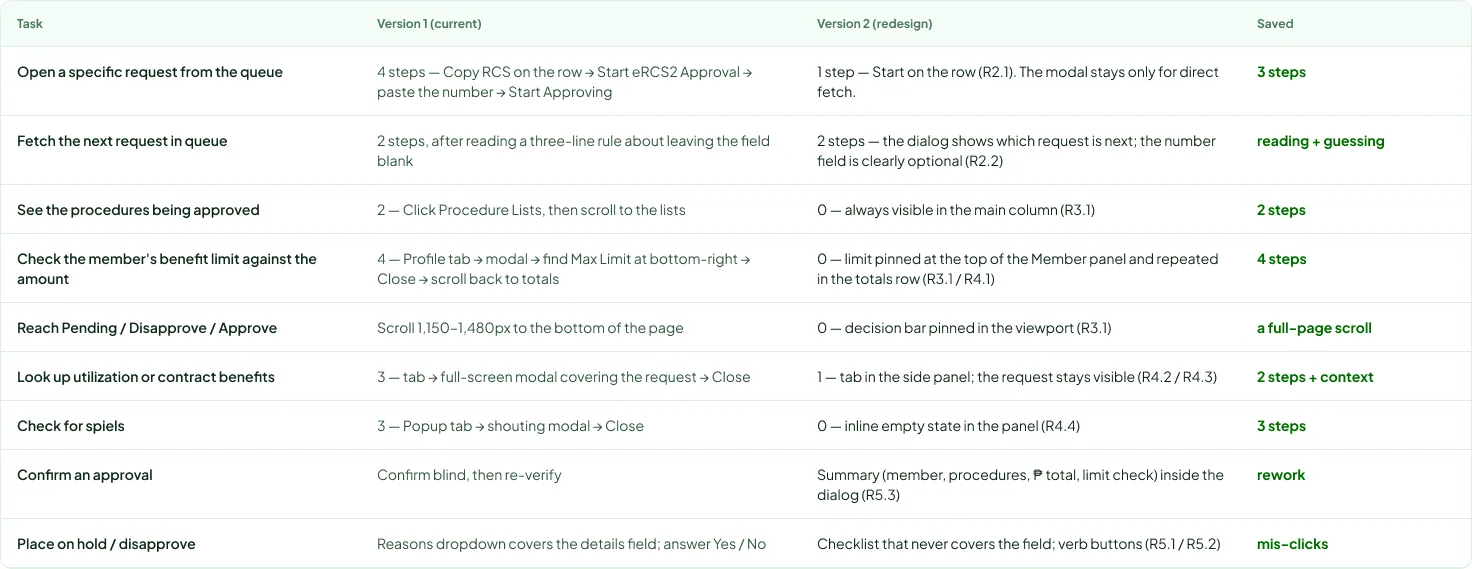 Task
Version 1 (current)
Version 2 (redesign)
Saved
Open a specific request from the queue
4 steps — Copy RCS on the row → Start eRCS2 Approval →
paste the number → Start Approving
1 step — Start on the row (R2.1). The modal stays only for direct
fetch.
3 steps
Fetch the next request in queue
2 steps, after reading a three-line rule about leaving the field
blank
2 steps — the dialog shows which request is next; the number
field is clearly optional (R2.2)
reading + guessing
See the procedures being approved
2 — Click Procedure Lists, then scroll to the lists
0 — always visible in the main column (R3.1)
2 steps
Check the member's benefit limit against the
amount
4 — Profile tab → modal → find Max Limit at bottom-right →
Close → scroll back to totals
0 — limit pinned at the top of the Member panel and repeated
in the totals row (R3.1 / R4.1)
4 steps
Reach Pending / Disapprove / Approve
Scroll 1,150–1,480px to the bottom of the page
0 — decision bar pinned in the viewport (R3.1)
a full-page scroll
Look up utilization or contract benefits
3 — tab → full-screen modal covering the request → Close
1 — tab in the side panel; the request stays visible (R4.2 / R4.3)
2 steps + context
Check for spiels
3 — Popup tab → shouting modal → Close
0 — inline empty state in the panel (R4.4)
3 steps
Confirm an approval
Confirm blind, then re-verify
Summary (member, procedures, ₱ total, limit check) inside the
dialog (R5.3)
rework
Place on hold / disapprove
Reasons dropdown covers the details field; answer Yes / No
Checklist that never covers the field; verb buttons (R5.1 / R5.2)
mis-clicks